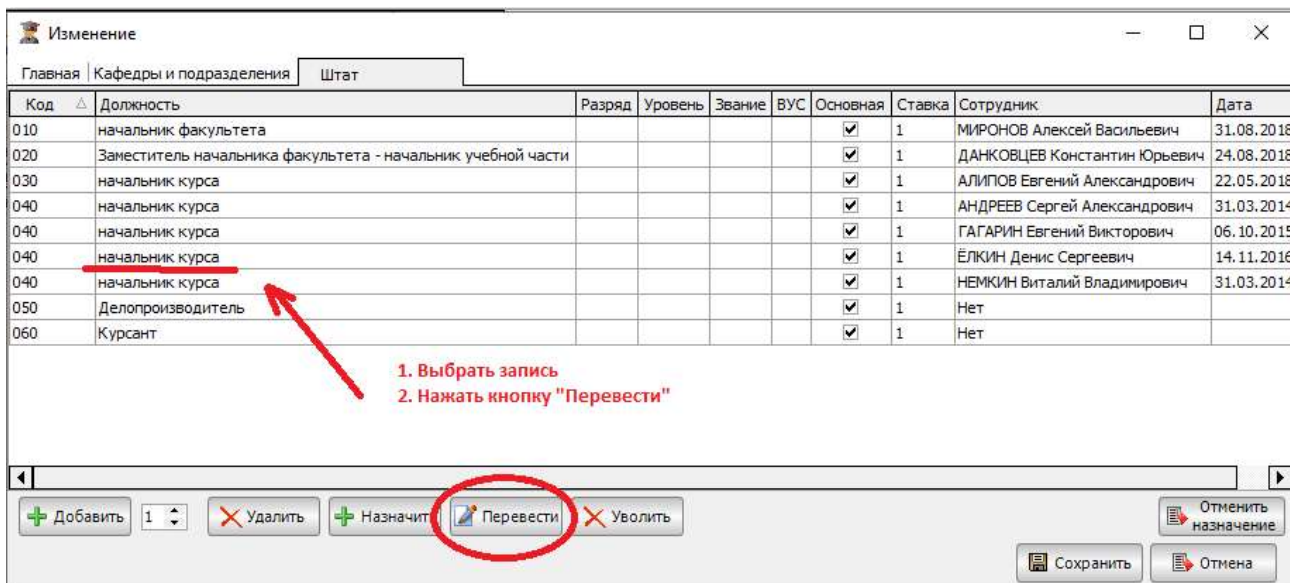 Изменение
Главная Кафедры и подразделения Штат
Код Должность Разряд Уровень Звание ВУС Основная Ставка Сотрудник Дата
010 начальник факультета 1 МИРОНОВ Алексей Васильевич 31.08.2018
020 Заместитель начальника факультета - начальник учебной части 1 ДАНКОВЦЕВ Константин Юрьевич 24.08.2018
030 начальник курса 1 АЛИПОВ Евгений Александрович 22.05.2018
040 начальник курса 1 АНДРЕЕВ Сергей Александрович 31.03.2014
040 начальник курса 1 ГАГАРИН Евгений Викторович 06.10.2015
040 начальник курса 1 ЁЛКИН Денис Сергеевич 14.11.2016
040 начальник курса 1 НЕМКИН Виталий Владимирович 31.03.2014
050 Делопроизводитель 1 Нет
060 Курсант 1 Нет
1. Выбрать запись
2. Нажать кнопку "Перевести"
Добавить 1 Удалить Назначит Перевести Уволить Отменить
назначение
Сохранить Отмена